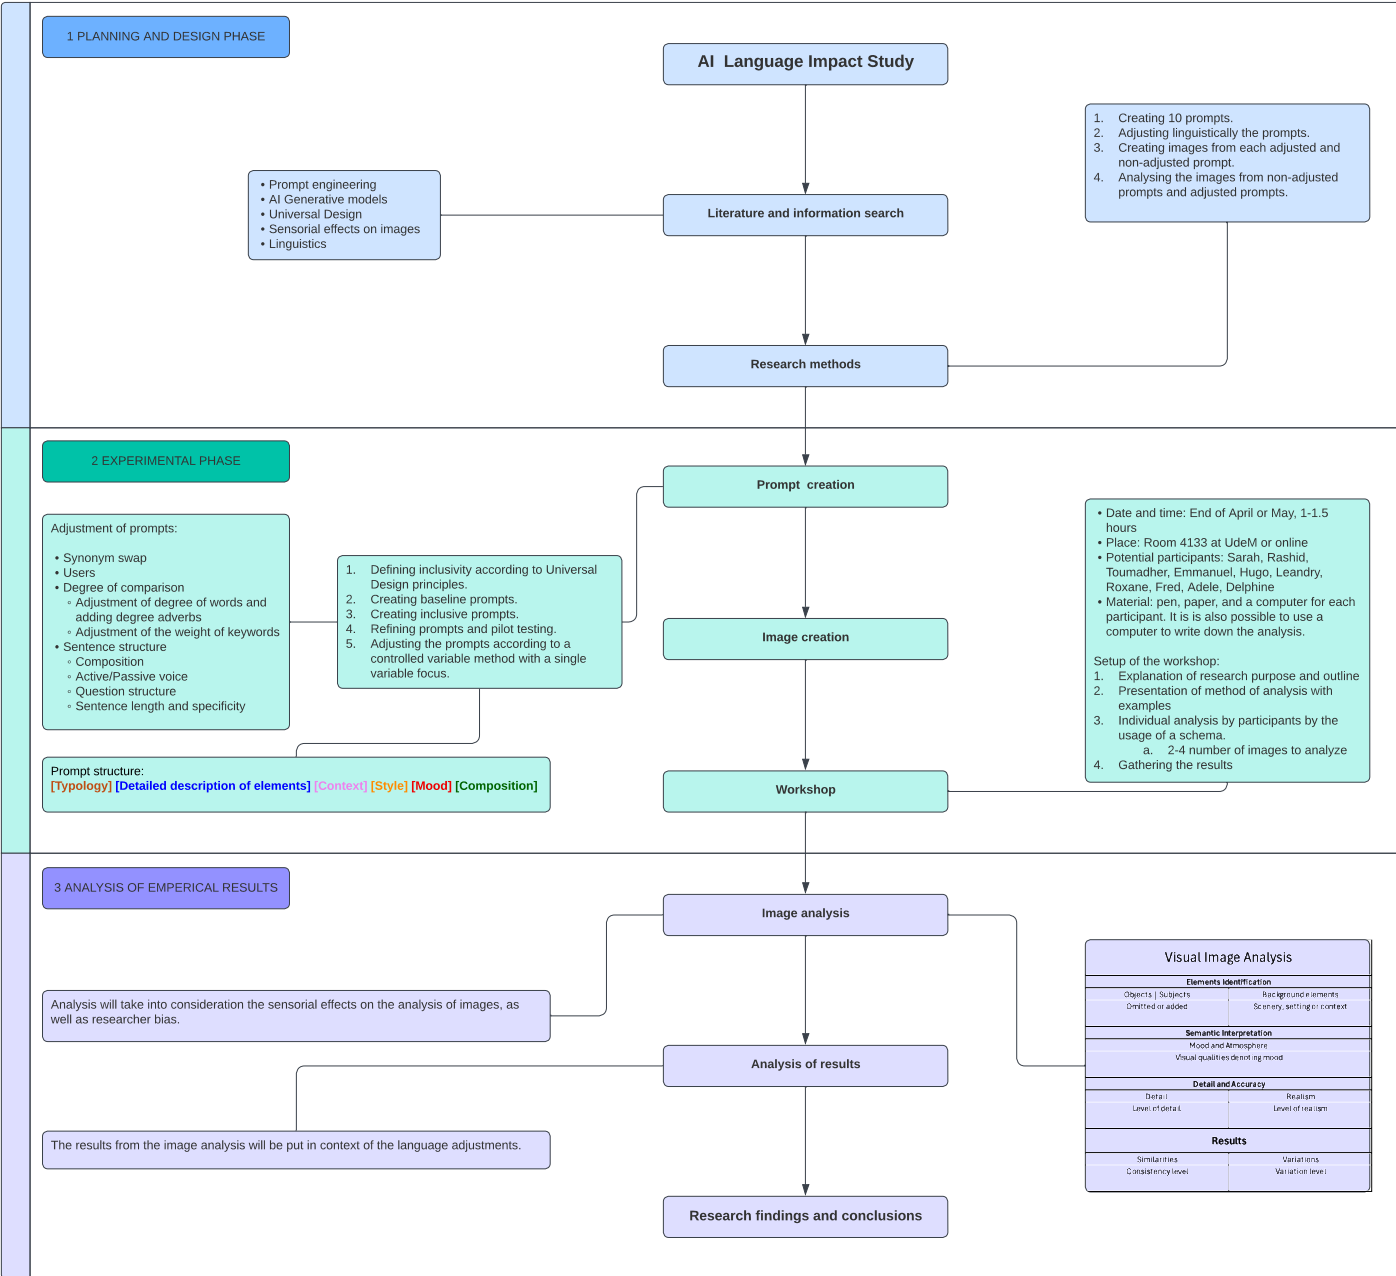 1 PLANNING AND DESIGN PHASE
AI  Language Impact Study
1. Creating 10 prompts.
2. Adjusting linguistically the prompts.
3. Creating images from each adjusted and
non-adjusted prompt.
4. Analysing the images from non-adjusted
prompts and adjusted prompts.
• Prompt engineering
• AI Generative models
• Universal Design
• Sensorial effects on images
• Linguistics
Literature and information search
Research methods
2 EXPERIMENTAL PHASE
Prompt  creation
Adjustment of prompts:
• Synonym swap
• Users
• Degree of comparison
◦ Adjustment of degree of words and
adding degree adverbs
◦ Adjustment of the weight of keywords
• Sentence structure
◦ Composition
◦ Active/Passive voice
◦ Question structure
◦ Sentence length and specificity
1. Defining inclusivity according to Universal
Design principles.
2. Creating baseline prompts.
3. Creating inclusive prompts.
4. Refining prompts and pilot testing.
5. Adjusting the prompts according to a
controlled variable method with a single
variable focus.
Image creation
• Date and time: End of April or May, 1-1.5
hours
• Place: Room 4133 at UdeM or online
• Potential participants: Sarah, Rashid,
Toumadher, Emmanuel, Hugo, Leandry,
Roxane, Fred, Adele, Delphine
• Material: pen, paper, and a computer for each
participant. It is is also possible to use a
computer to write down the analysis.
Setup of the workshop:
1. Explanation of research purpose and outline
2. Presentation of method of analysis with
examples
3. Individual analysis by participants by the
usage of a schema.
a. 2-4 number of images to analyze
4. Gathering the results
Prompt structure:
[Typology] [Detailed description of elements] [Context] [Style] [Mood] [Composition]
Workshop
3 ANALYSIS OF EMPERICAL RESULTS
Image analysis
Analysis will take into consideration the sensorial effects on the analysis of images, as
well as researcher bias.
Analysis of results
The results from the image analysis will be put in context of the language adjustments.
Visual Image Analysis
Elements Identification
Objects | Subjects Background elements
Omitted or added Scenery, setting or context
Semantic Interpretation
Mood and Atmosphere
Visual qualities denoting mood
Detail and Accuracy
Detail Realism
Level of detail Level of realism
Results
Similarities Variations
Consistency level Variation level
Research findings and conclusions